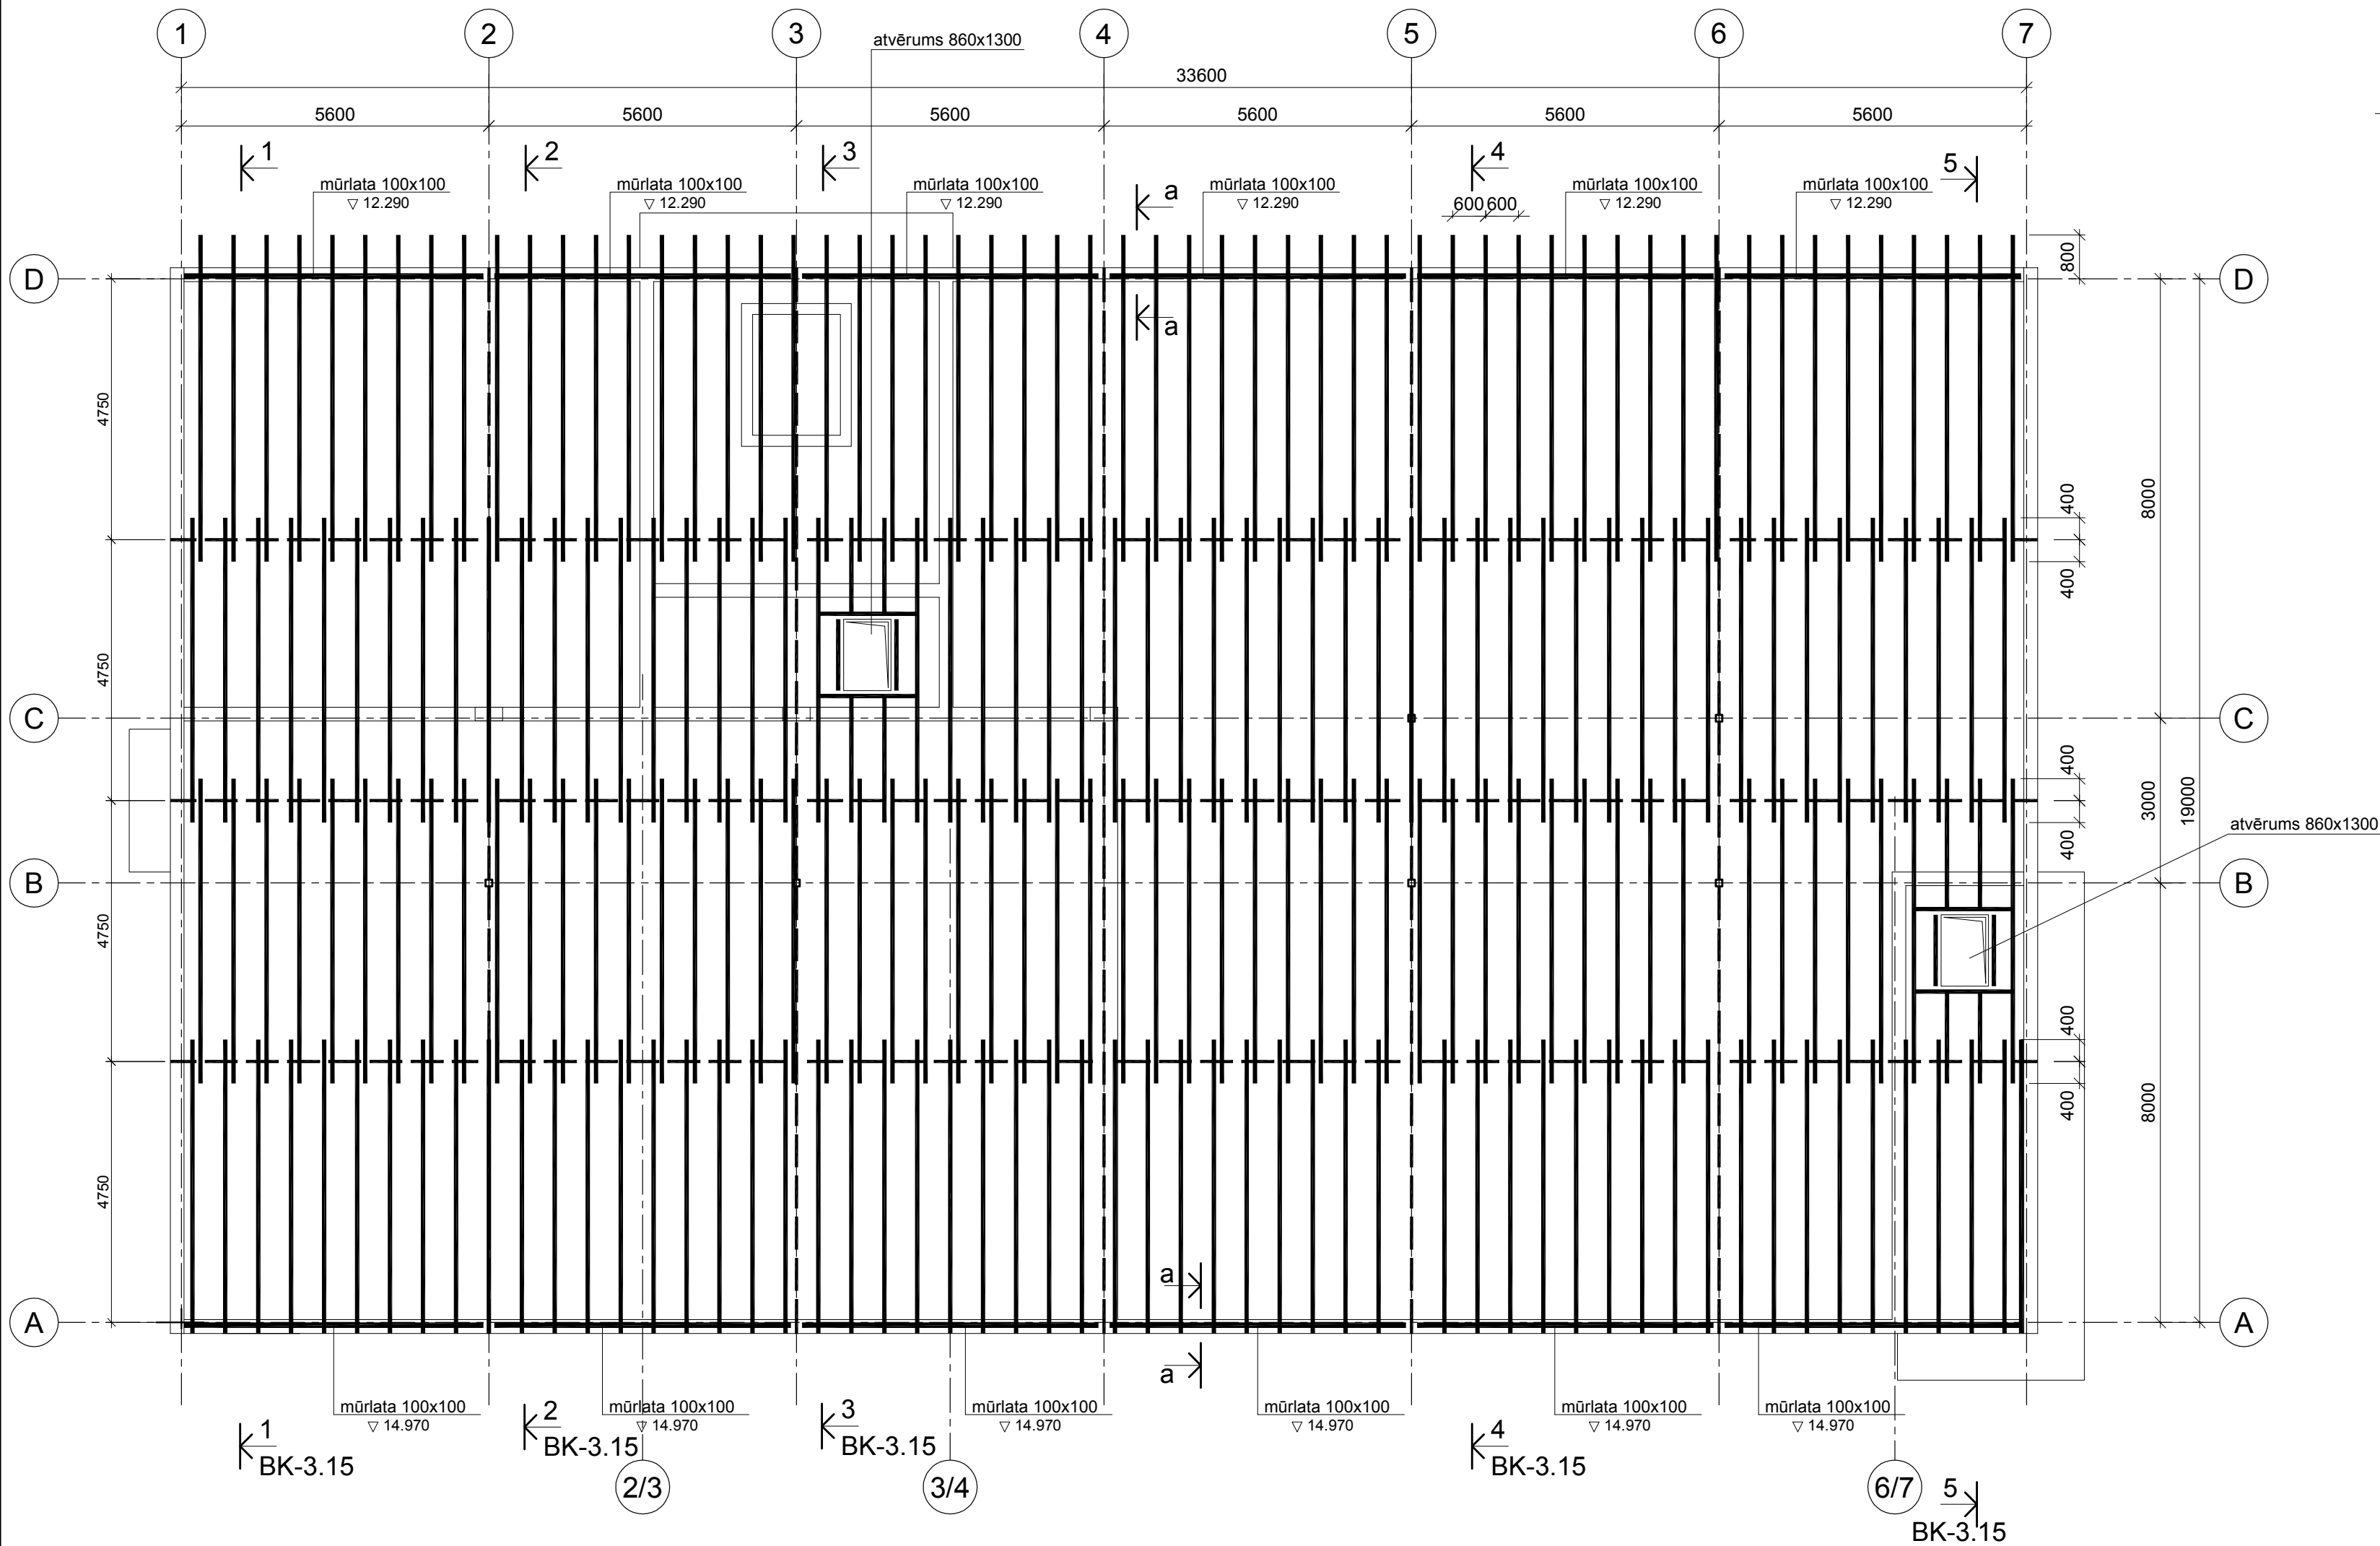 1 2 3 4 5 6 7
atvērums 860x1300
33600
5600 5600 5600 5600 5600 5600
1 2 3 4 5
mūrlata 100x100 mūrlata 100x100 mūrlata 100x100 mūrlata 100x100 mūrlata 100x100 mūrlata 100x100
▽ 12.290 ▽ 12.290 ▽ 12.290 ▽ 12.290 ▽ 12.290 ▽ 12.290
a
600 600
800
D D
a
4750
400
8000
400
4750
C C
400
3000
19000
atvērums 860x1300
400
B B
4750
400
400
8000
4750
a
A A
a
mūrlata 100x100 mūrlata 100x100 mūrlata 100x100 mūrlata 100x100 mūrlata 100x100 mūrlata 100x100
▽ 14.970 ▽ 14.970 ▽ 14.970 ▽ 14.970 ▽ 14.970 ▽ 14.970
1 2 3 4
BK-3.15 BK-3.15 BK-3.15 BK-3.15
2/3 3/4 6/7 5
BK-3.15